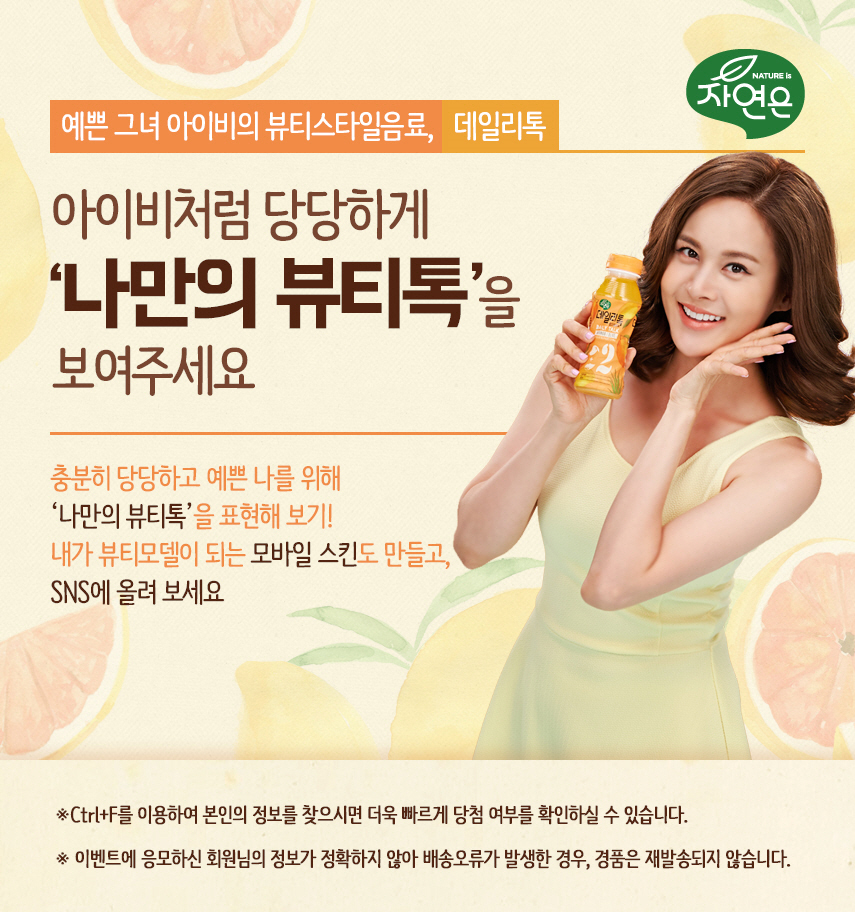 NATURE is
자연은
예쁜 그녀 아이비의 뷰티스타일음료, 데일리톡
아이비처럼 당당하게
‘나만의 뷰티톡’을
보여주세요
데일리톡
충분히 당당하고 예쁜 나를 위해
‘나만의 뷰티톡’을 표현해 보기!
내가 뷰티모델이 되는 모바일 스킨도 만들고,
SNS에 올려 보세요
※Ctrl+F를 이용하여 본인의 정보를 찾으시면 더욱 빠르게 당첨 여부를 확인하실 수 있습니다.
※ 이벤트에 응모하신 회원님의 정보가 정확하지 않아 배송오류가 발생한 경우, 경품은 재발송되지 않습니다.